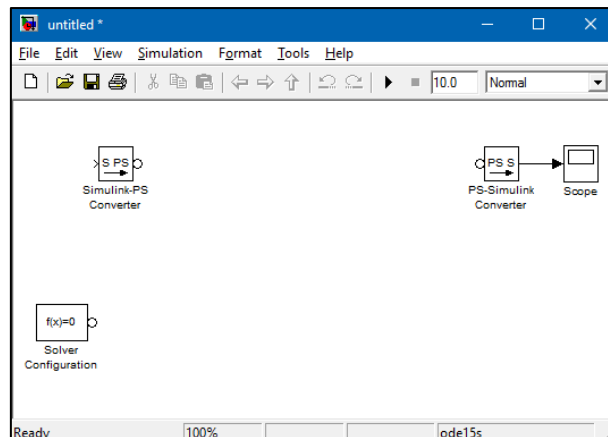 untitled *
File Edit View Simulation Format Tools Help
10.0 Normal
S PS
Simulink-PS
Converter
PS S
PS-Simulink
Converter
Scope
f(x)=0
Solver
Configuration
Ready 100% ode15s